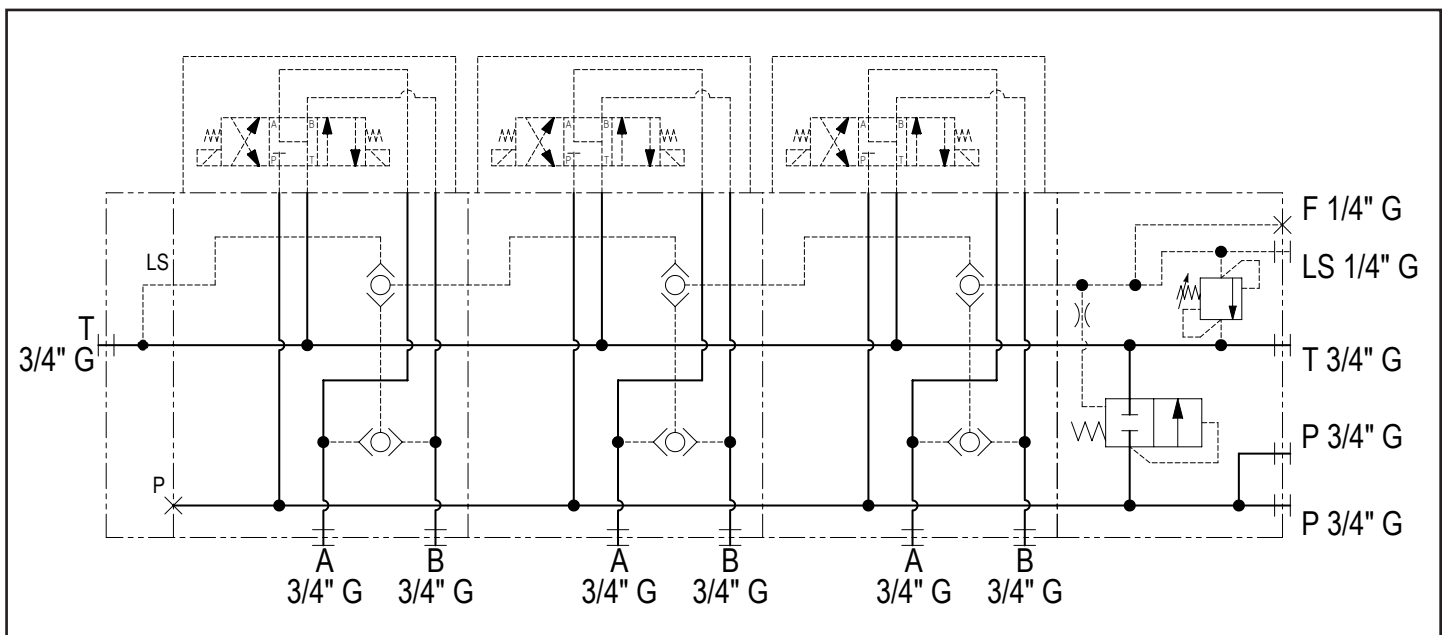 A B
P T
A B
P T
A B
P T
F 1/4" G
LS 1/4" G
LS
T
3/4" G
T 3/4" G
P 3/4" G
P
P 3/4" G
A
3/4" G
B
3/4" G
A
3/4" G
B
3/4" G
A
3/4" G
B
3/4" G